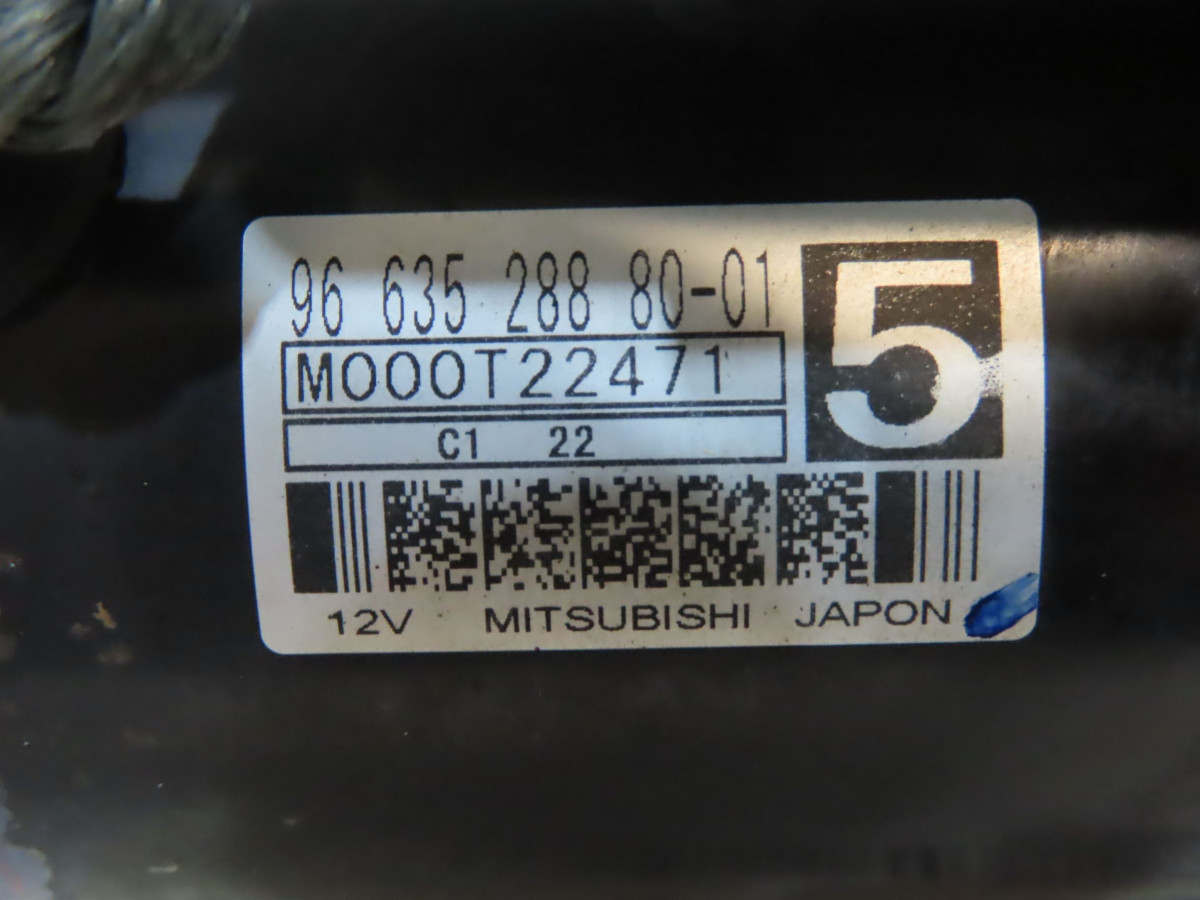 96 635 288 80-01
5
M000T22471
C1 22
12V MITSUBISHI JAPON